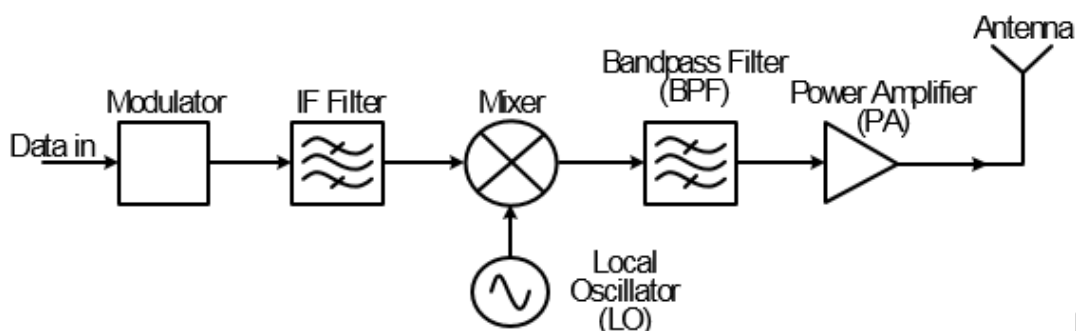 Antenna
Bandpass Filter
(BPF)
Power Amplifier
(PA)
Modulator
IF Filter
Mixer
Data in
Local
Oscillator
(LO)